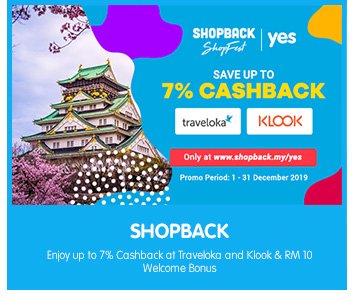 SHOPBACK
ShopFest
yes
SAVE UP TO
7% CASHBACK
traveloka
KLOOK
Only at www.shopback.my/yes
Promo Period: 1 - 31 December 2019
SHOPBACK
Enjoy up to 7% Cashback at Traveloka and Klook & RM 10
Welcome Bonus